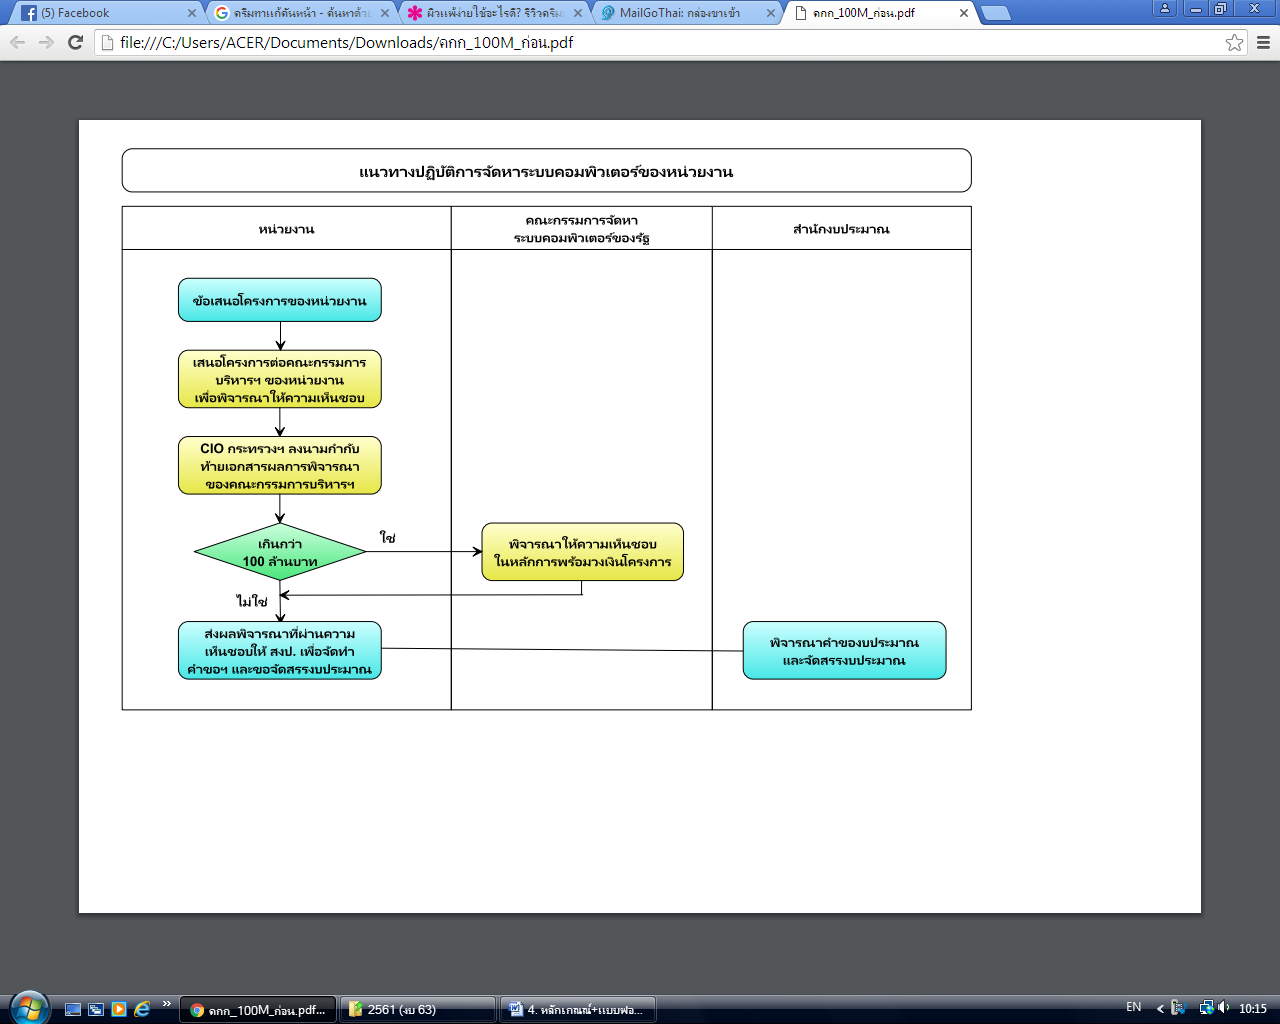 (5) Facebook
ครีมทาแก้คันหน้า - ค้นหาด้วย
ผิวแพ้ง่ายใช้อะไรดี? รีวิวครีม
MailGoThai: กล่องขาเข้า
คกก_100M_ก่อน.pdf
file:///C:/Users/ACER/Documents/Downloads/คกก_100M_ก่อน.pdf
แนวทางปฏิบัติการจัดหาระบบคอมพิวเตอร์ของหน่วยงาน
หน่วยงาน
คณะกรรมการจัดหา
ระบบคอมพิวเตอร์ของรัฐ
สำนักงบประมาณ
ข้อเสนอโครงการของหน่วยงาน
เสนอโครงการต่อคณะกรรมการ
บริหารฯ ของหน่วยงาน
เพื่อพิจารณาให้ความเห็นชอบ
CIO กระทรวงฯ ลงนามกำกับ
ท้ายเอกสารผลการพิจารณา
ของคณะกรรมการบริหารฯ
เกินกว่า
100 ล้านบาท
ใช่
พิจารณาให้ความเห็นชอบ
ในหลักการพร้อมวงเงินโครงการ
ไม่ใช่
ส่งผลพิจารณาที่ผ่านความ
เห็นชอบให้ สงป. เพื่อจัดทำ
คำขอฯ และขอจัดสรรงบประมาณ
พิจารณาคำของบประมาณ
และจัดสรรงบประมาณ
คกก_100M_ก่อน.pdf...
2561 (งบ 63)
4. หลักเกณฑ์+แบบฟอ...
EN
10:15